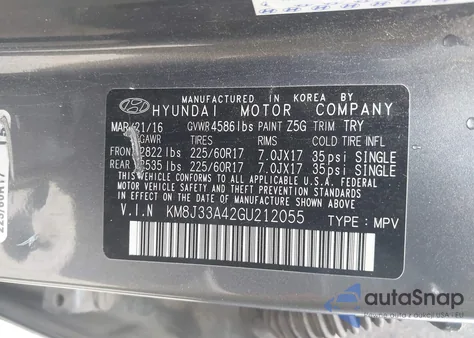 MANUFACTURED IN KOREA BY
HYUNDAI MOTOR COMPANY
MAR/21/16 GVWR 4586 lbs PAINT Z5G TRIM TRY
GAWR TIRES RIMS COLD TIRE INFL
FRONT 2822 lbs 225/60R17 7.0JX17 35psi SINGLE
REAR 2535 lbs 225/60R17 7.0JX17 35psi SINGLE
THIS VEHICLE CONFORMS TO ALL APPLICABLE U.S.
FEDERAL MOTOR VEHICLE SAFETY BUMPER,
AND THEFT PREVENTION STANDARDS IN EFFECT ON
THE DATE OF MANUFACTURE SHOWN ABOVE.
V.I.N KM8J33A42GU212055 TYPE : MPV
225/60R17
autoSnap